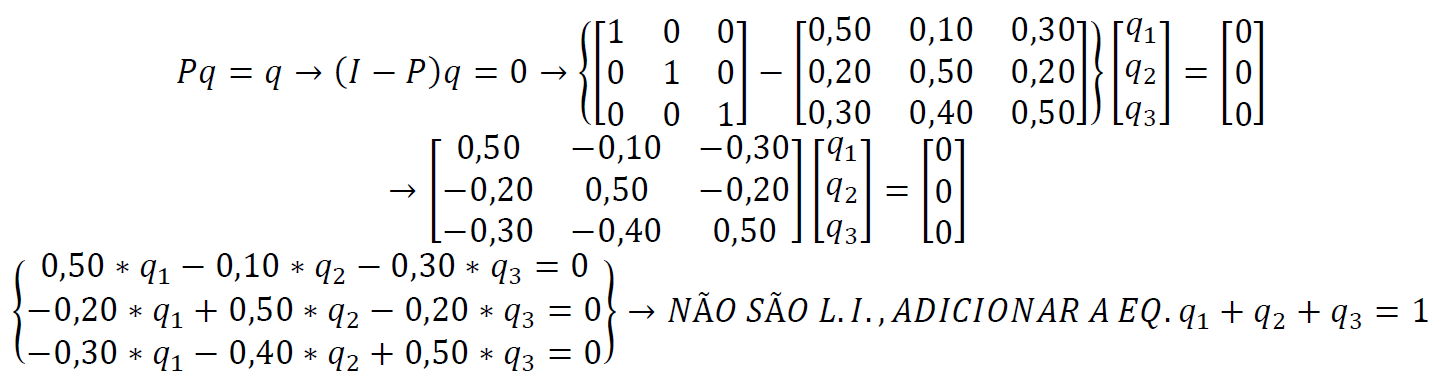 Pq = q → (I − P)q = 0 → {[1 0 0; 0 1 0; 0 0 1] − [0,50 0,10 0,30; 0,20 0,50 0,20; 0,30 0,40 0,50]} [q₁; q₂; q₃] = [0; 0; 0]
→ [0,50 −0,10 −0,30; −0,20 0,50 −0,20; −0,30 −0,40 0,50] [q₁; q₂; q₃] = [0; 0; 0]
{0,50 * q₁ − 0,10 * q₂ − 0,30 * q₃ = 0
−0,20 * q₁ + 0,50 * q₂ − 0,20 * q₃ = 0
−0,30 * q₁ − 0,40 * q₂ + 0,50 * q₃ = 0} → NÃO SÃO L.I., ADICIONAR A EQ. q₁ + q₂ + q₃ = 1